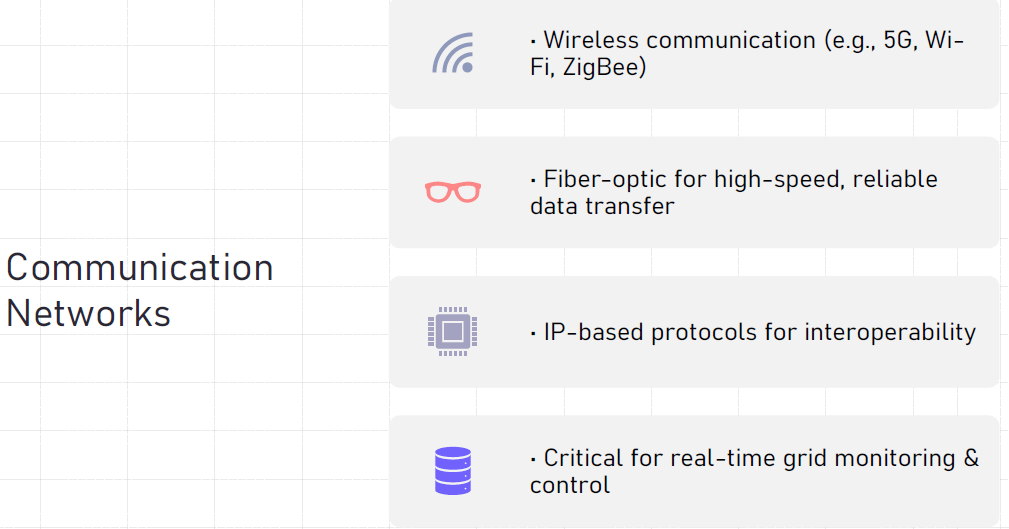 Communication
Networks
· Wireless communication (e.g., 5G, Wi-
Fi, ZigBee)
· Fiber-optic for high-speed, reliable
data transfer
· IP-based protocols for interoperability
· Critical for real-time grid monitoring &
control